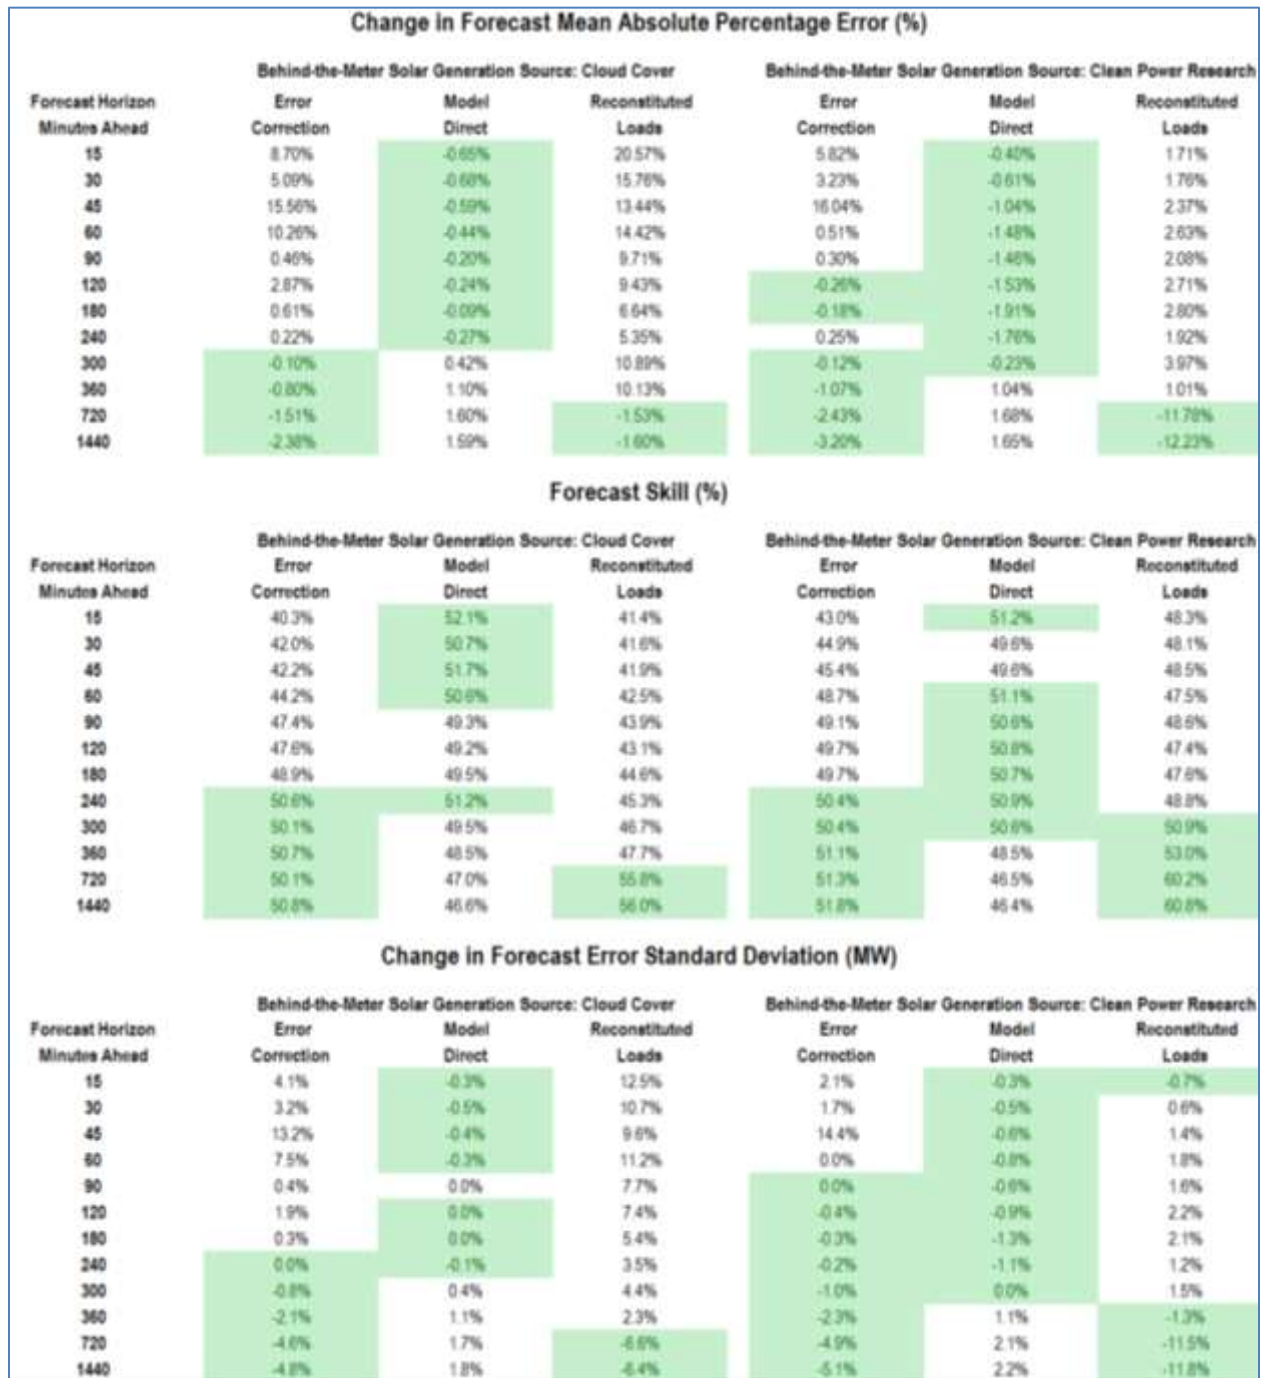 Change in Forecast Mean Absolute Percentage Error (%)
Behind-the-Meter Solar Generation Source: Cloud Cover Behind-the-Meter Solar Generation Source: Clean Power Research
Forecast Horizon Error Model Reconstituted Error Model Reconstituted
Minutes Ahead Correction Direct Loads Correction Direct Loads
15 8.70% -0.65% 20.57% 5.82% -0.40% 1.71%
30 5.09% -0.68% 15.76% 3.23% -0.61% 1.76%
45 15.56% -0.59% 13.44% 16.04% -1.04% 2.37%
60 10.26% -0.44% 14.42% 0.51% -1.48% 2.63%
90 0.46% -0.20% 9.71% 0.30% -1.46% 2.08%
120 2.87% -0.24% 9.43% -0.26% -1.53% 2.71%
180 0.61% -0.09% 6.64% -0.18% -1.91% 2.80%
240 0.22% -0.27% 5.35% 0.25% -1.76% 1.92%
300 -0.10% 0.42% 10.89% -0.12% -0.23% 3.97%
360 -0.80% 1.10% 10.13% -1.07% 1.04% 1.01%
720 -1.51% 1.60% -1.53% -2.43% 1.68% -11.78%
1440 -2.38% 1.59% -1.60% -3.20% 1.65% -12.23%
Forecast Skill (%)
Behind-the-Meter Solar Generation Source: Cloud Cover Behind-the-Meter Solar Generation Source: Clean Power Research
Forecast Horizon Error Model Reconstituted Error Model Reconstituted
Minutes Ahead Correction Direct Loads Correction Direct Loads
15 40.3% 52.1% 41.4% 43.0% 51.2% 48.3%
30 42.0% 50.7% 41.6% 44.9% 49.6% 48.1%
45 42.2% 51.7% 41.9% 45.4% 49.6% 48.5%
60 44.2% 50.6% 42.5% 48.7% 51.1% 47.5%
90 47.4% 49.3% 43.9% 49.1% 50.6% 48.6%
120 47.6% 49.2% 43.1% 49.7% 50.8% 47.4%
180 48.9% 49.5% 44.6% 49.7% 50.7% 47.6%
240 50.6% 51.2% 45.3% 50.4% 50.9% 48.8%
300 50.1% 49.5% 46.7% 50.4% 50.6% 50.9%
360 50.7% 48.5% 47.7% 51.1% 48.5% 53.0%
720 50.1% 47.0% 55.8% 51.3% 46.5% 60.2%
1440 50.8% 46.6% 56.0% 51.8% 46.4% 60.8%
Change in Forecast Error Standard Deviation (MW)
Behind-the-Meter Solar Generation Source: Cloud Cover Behind-the-Meter Solar Generation Source: Clean Power Research
Forecast Horizon Error Model Reconstituted Error Model Reconstituted
Minutes Ahead Correction Direct Loads Correction Direct Loads
15 4.1% -0.3% 12.5% 2.1% -0.3% -0.7%
30 3.2% -0.5% 10.7% 1.7% -0.5% 0.6%
45 13.2% -0.4% 9.6% 14.4% -0.6% 1.4%
60 7.5% -0.3% 11.2% 0.0% -0.8% 1.8%
90 0.4% 0.0% 7.7% 0.0% -0.6% 1.6%
120 1.9% 0.0% 7.4% -0.4% -0.9% 2.2%
180 0.3% 0.0% 5.4% -0.3% -1.3% 2.1%
240 0.0% -0.1% 3.5% -0.2% -1.1% 1.2%
300 -0.8% 0.4% 4.4% -1.0% 0.0% 1.5%
360 -2.1% 1.1% 2.3% -2.3% 1.1% -1.3%
720 -4.6% 1.7% -6.6% -4.9% 2.1% -11.5%
1440 -4.8% 1.8% -6.4% -5.1% 2.2% -11.8%